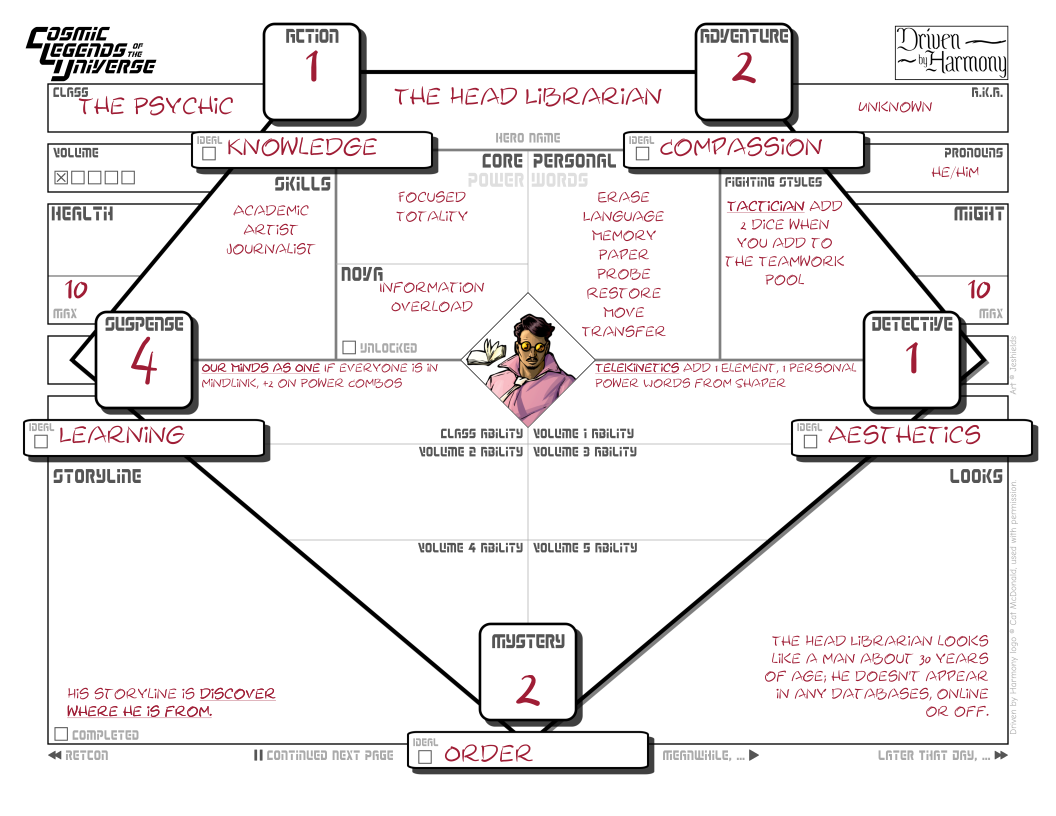 COSMIC LEGENDS OF THE UNIVERSE
ACTION
1
ADVENTURE
2
Driven by Harmony
CLASS
THE PSYCHIC
THE HEAD LIBRARIAN
HERO NAME
A.K.A.
UNKNOWN
IDEAL
KNOWLEDGE
IDEAL
COMPASSION
VOLUME
PRONOUNS
HE/HIM
SKILLS
ACADEMIC
ARTIST
JOURNALIST
CORE PERSONAL
POWER WORDS
FOCUSED
TOTALITY
NOVA
INFORMATION
OVERLOAD
UNLOCKED
ERASE
LANGUAGE
MEMORY
PAPER
PROBE
RESTORE
MOVE
TRANSFER
FIGHTING STYLES
TACTICIAN ADD
2 DICE WHEN
YOU ADD TO
THE TEAMWORK
POOL
HEALTH
10
MAX
MIGHT
10
MAX
SUSPENSE
4
DETECTIVE
1
OUR MINDS AS ONE IF EVERYONE IS IN
MINDLINK, +2 ON POWER COMBOS
TELEKINETICS ADD 1 ELEMENT, 1 PERSONAL
POWER WORDS FROM SHAPER
IDEAL
LEARNING
IDEAL
AESTHETICS
CLASS ABILITY
VOLUME 1 ABILITY
VOLUME 2 ABILITY
VOLUME 3 ABILITY
VOLUME 4 ABILITY
VOLUME 5 ABILITY
STORYLINE
HIS STORYLINE IS DISCOVER
WHERE HE IS FROM.
COMPLETED
LOOKS
THE HEAD LIBRARIAN LOOKS
LIKE A MAN ABOUT 30 YEARS
OF AGE; HE DOESN'T APPEAR
IN ANY DATABASES, ONLINE
OR OFF.
MYSTERY
2
IDEAL
ORDER
RETCON
CONTINUED NEXT PAGE
MEANWHILE, ...
LATER THAT DAY, ...
Art © Jeshields
Driven by Harmony logo © Cat McDonald, used with permission